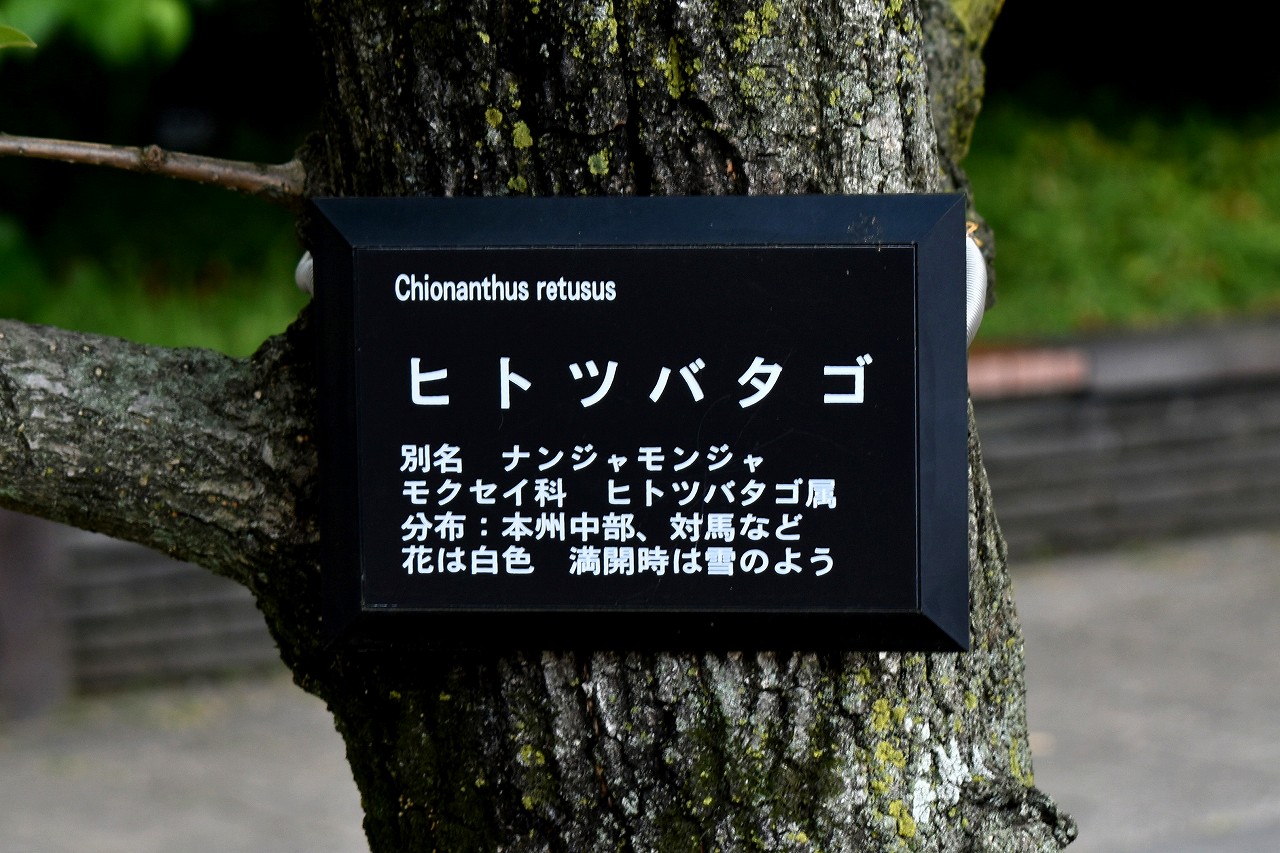 Chionanthus retusus
ヒトツバタゴ
別名　ナンジャモンジャ
モクセイ科　ヒトツバタゴ属
分布：本州中部、対馬など
花は白色　満開時は雪のよう